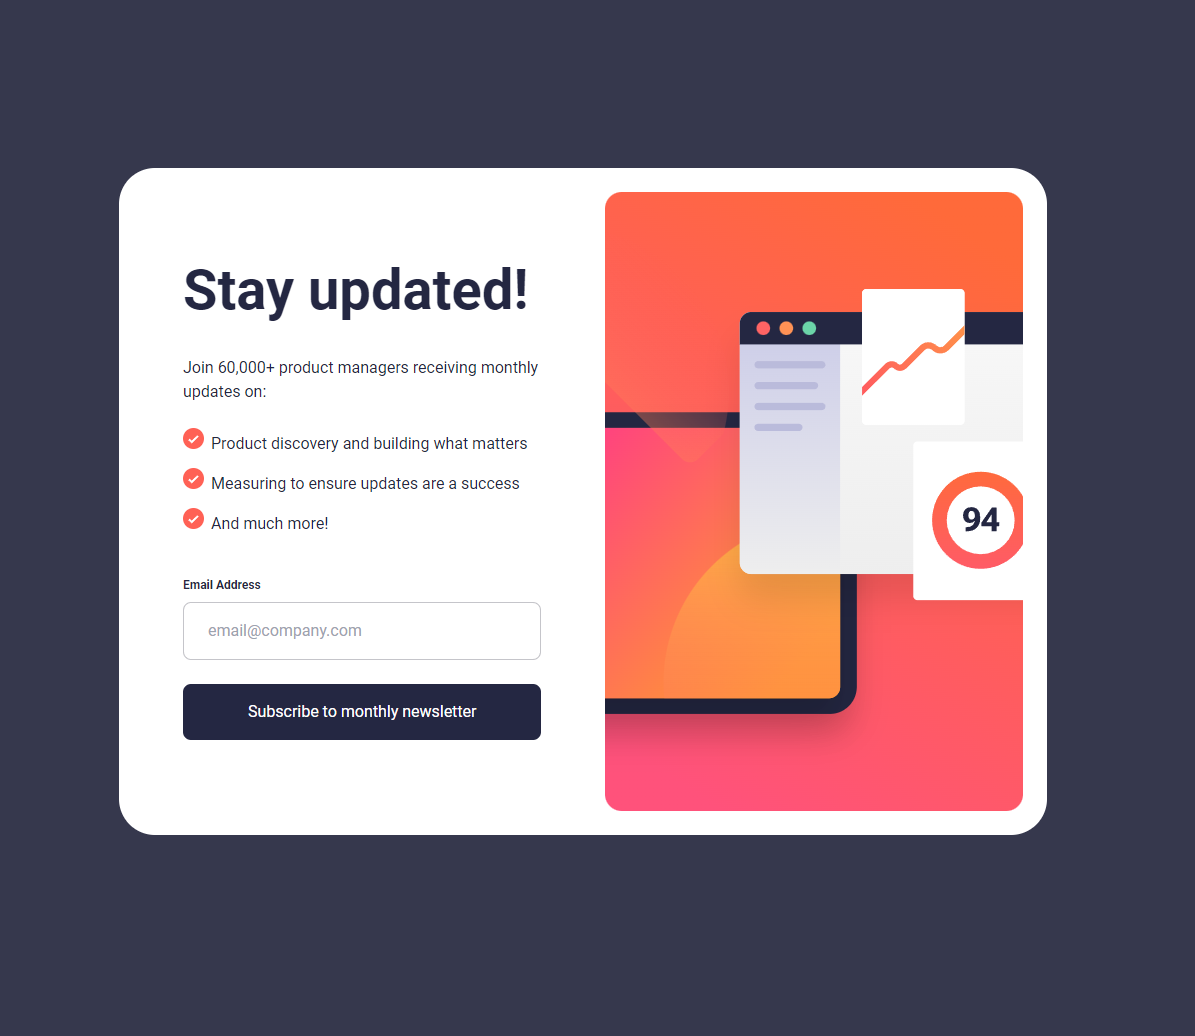 Stay updated!
Join 60,000+ product managers receiving monthly
updates on:
Product discovery and building what matters
Measuring to ensure updates are a success
And much more!
Email Address
email@company.com
Subscribe to monthly newsletter
94